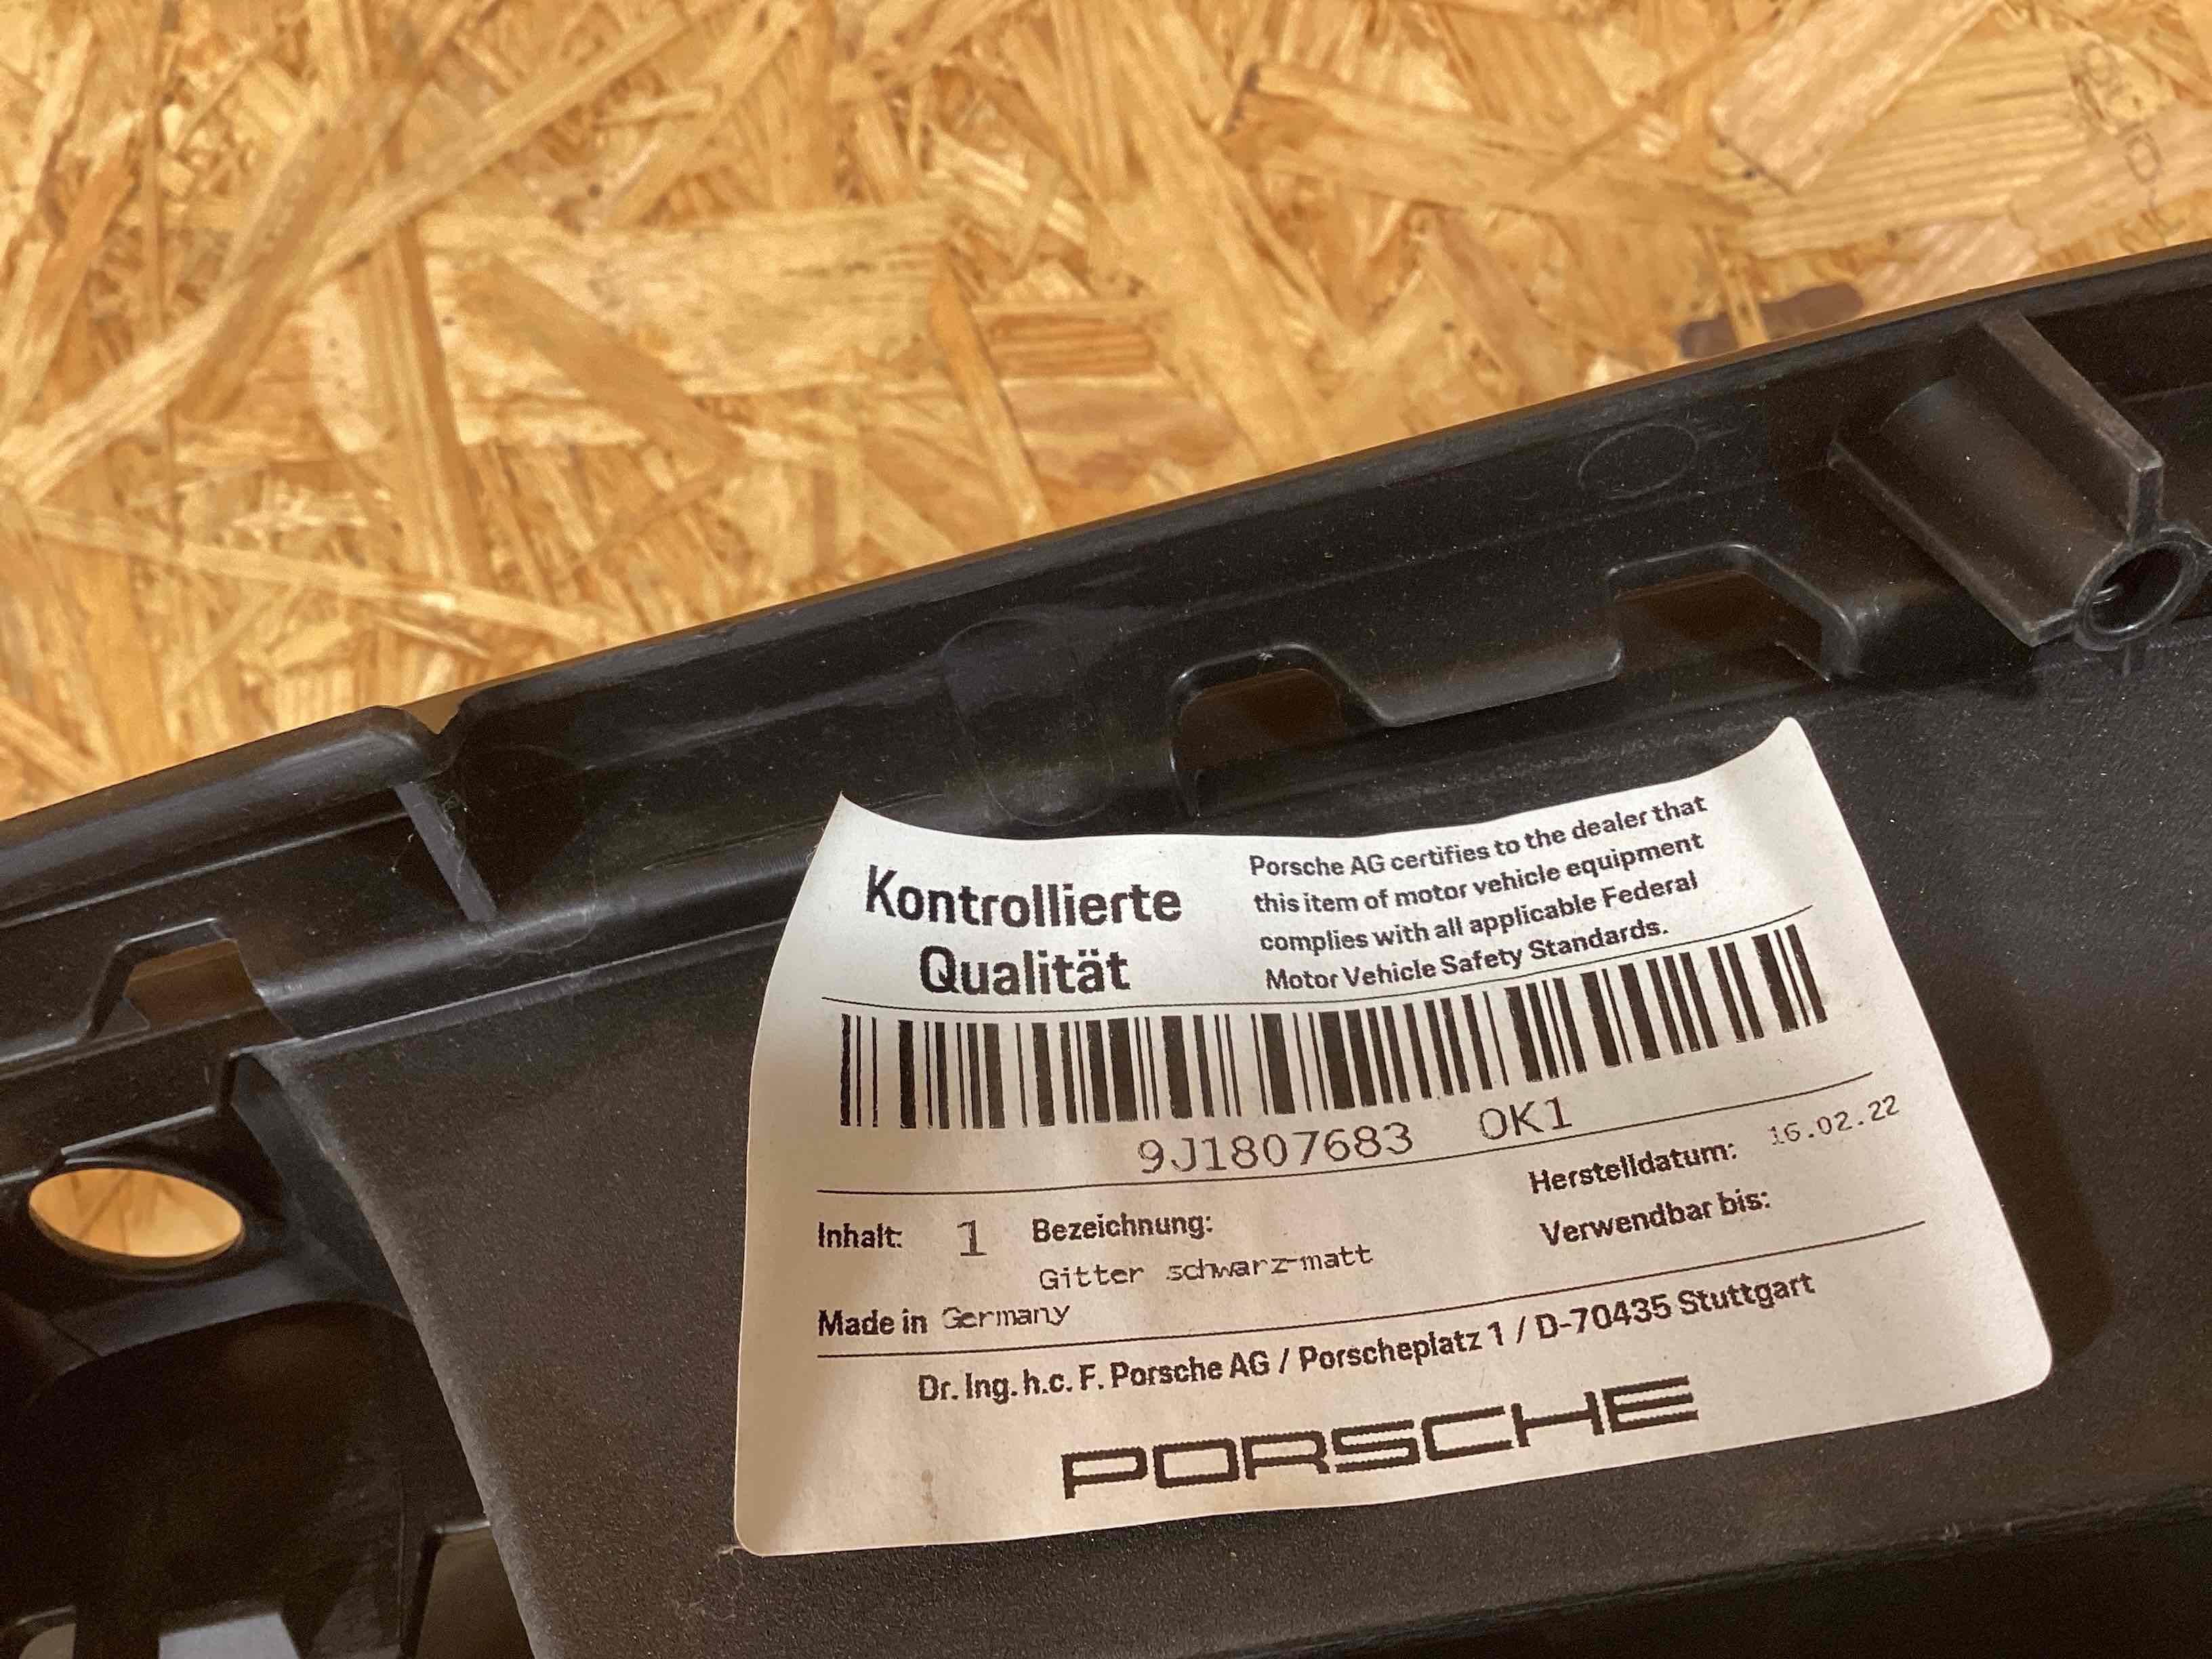 Kontrollierte
Qualität
Porsche AG certifies to the dealer that
this item of motor vehicle equipment
complies with all applicable Federal
Motor Vehicle Safety Standards.
9J1807683 OK1
Herstelldatum: 16.02.22
Verwendbar bis:
Inhalt: 1 Bezeichnung:
Gitter schwarz-matt
Made in Germany
Dr. Ing. h.c. F. Porsche AG / Porscheplatz 1 / D-70435 Stuttgart
PORSCHE